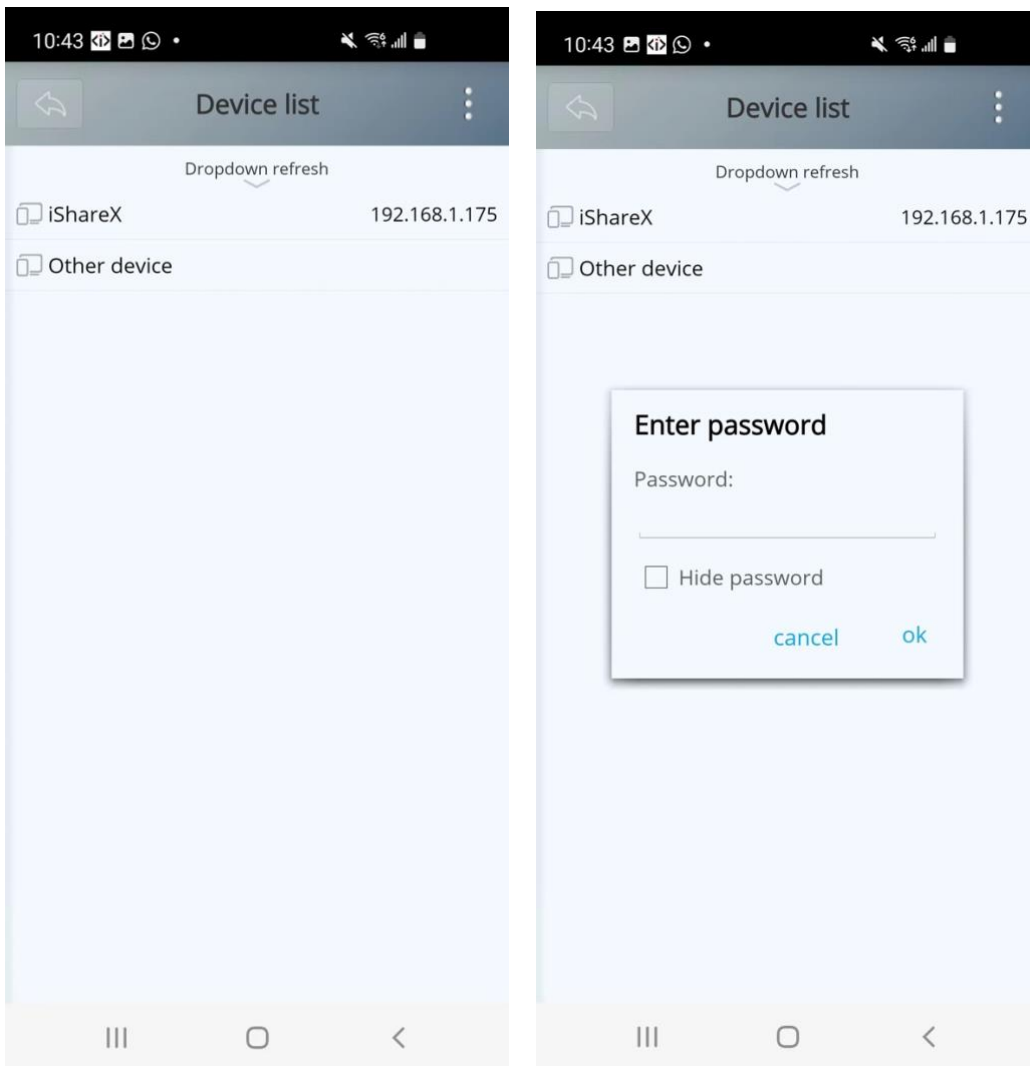 10:43
Device list
Dropdown refresh
iShareX 192.168.1.175
Other device
10:43
Device list
Dropdown refresh
iShareX 192.168.1.175
Other device
Enter password
Password:
Hide password
cancel ok